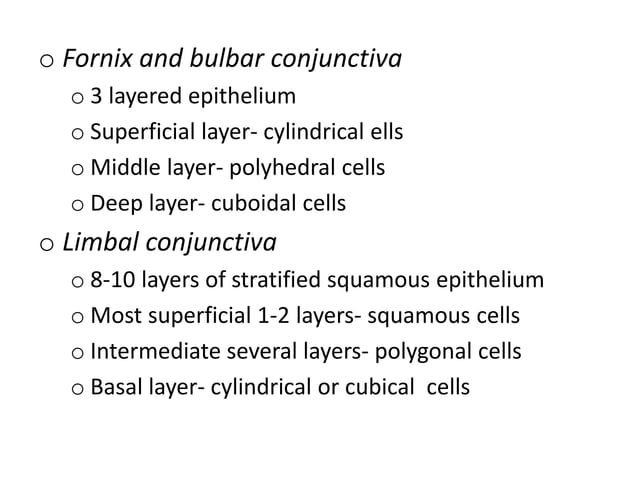 o Fornix and bulbar conjunctiva
o 3 layered epithelium
o Superficial layer- cylindrical ells
o Middle layer- polyhedral cells
o Deep layer- cuboidal cells
o Limbal conjunctiva
o 8-10 layers of stratified squamous epithelium
o Most superficial 1-2 layers- squamous cells
o Intermediate several layers- polygonal cells
o Basal layer- cylindrical or cubical  cells